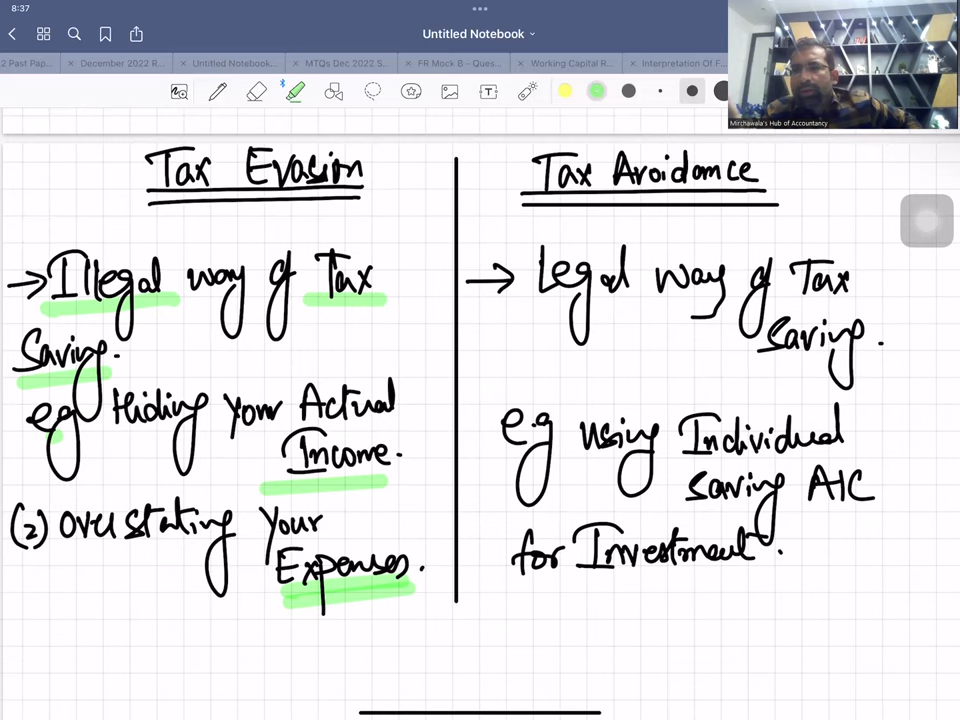 8:37
Untitled Notebook
2 Past Pap...
December 2022 R...
Untitled Notebook...
MTQs Dec 2022 S...
FR Mock B - Ques...
Working Capital R...
Interpretation Of F...
Mirchawala's Hub of Accountancy
Tax Evasion
→ Illegal way of Tax
Saving.
eg Hiding your Actual
Income.
(2) Overstating your
Expenses.
Tax Avoidance
→ Legal way of Tax
saving.
e.g using Individual
saving A/C
for Investment.